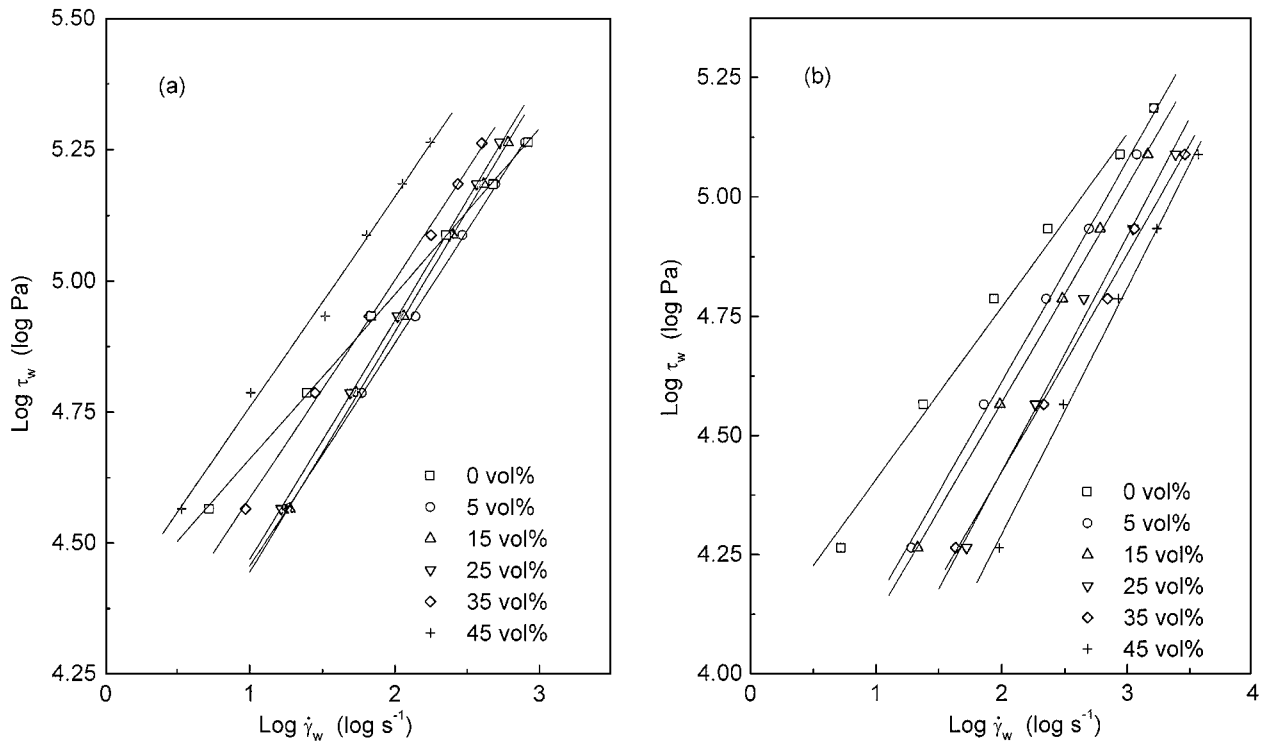 (a)
5.50
5.25
5.00
4.75
4.50
4.25
Log τw (log Pa)
0 vol%
5 vol%
15 vol%
25 vol%
35 vol%
45 vol%
0
1
2
3
Log γ̇w (log s-1)
(b)
5.25
5.00
4.75
4.50
4.25
4.00
Log τw (log Pa)
0 vol%
5 vol%
15 vol%
25 vol%
35 vol%
45 vol%
0
1
2
3
4
Log γ̇w (log s-1)